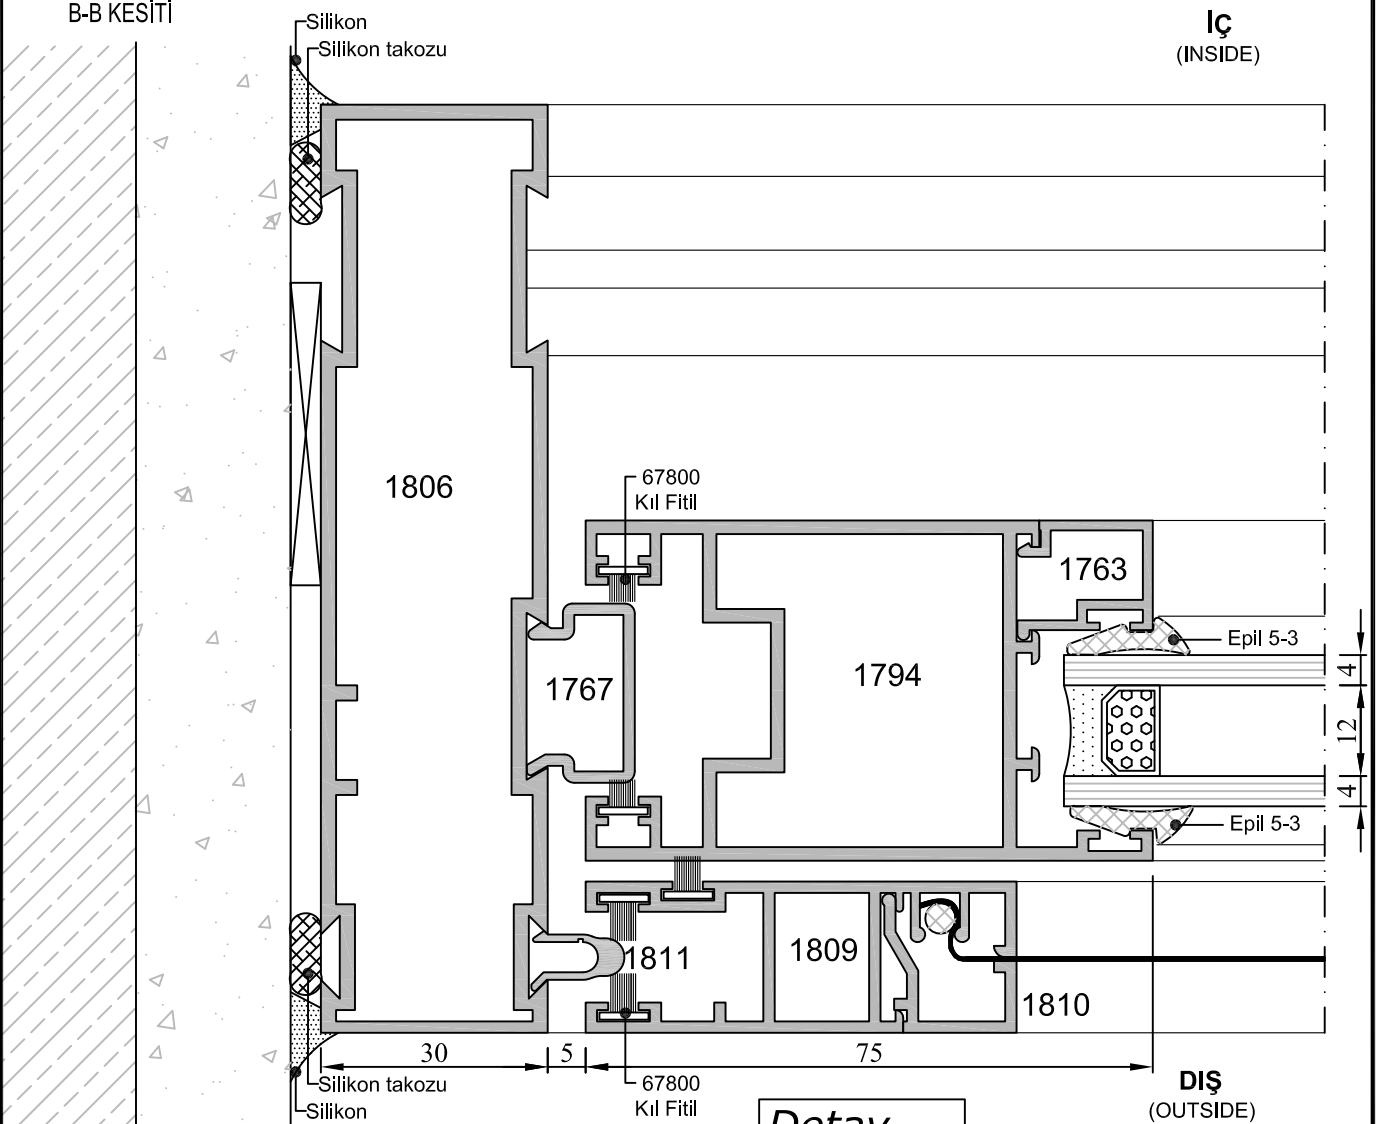 B-B KESİTİ
Silikon
Silikon takozu
İÇ
(INSIDE)
1806
67800
Kıl Fitil
1763
Epil 5-3
1767
1794
4
12
4
Epil 5-3
1811
1809
1810
30
5
75
Silikon takozu
Silikon
67800
Kıl Fitil
DIŞ
(OUTSIDE)
Detay